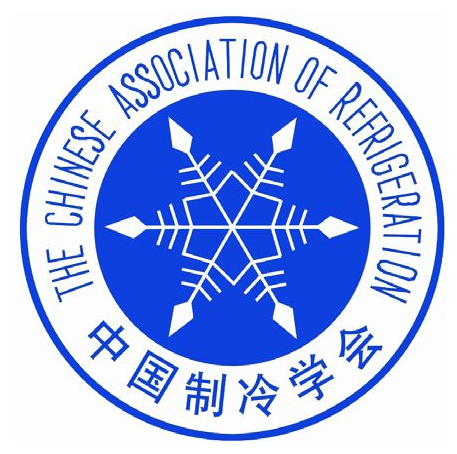 THE CHINESE ASSOCIATION OF REFRIGERATION
中国制冷学会